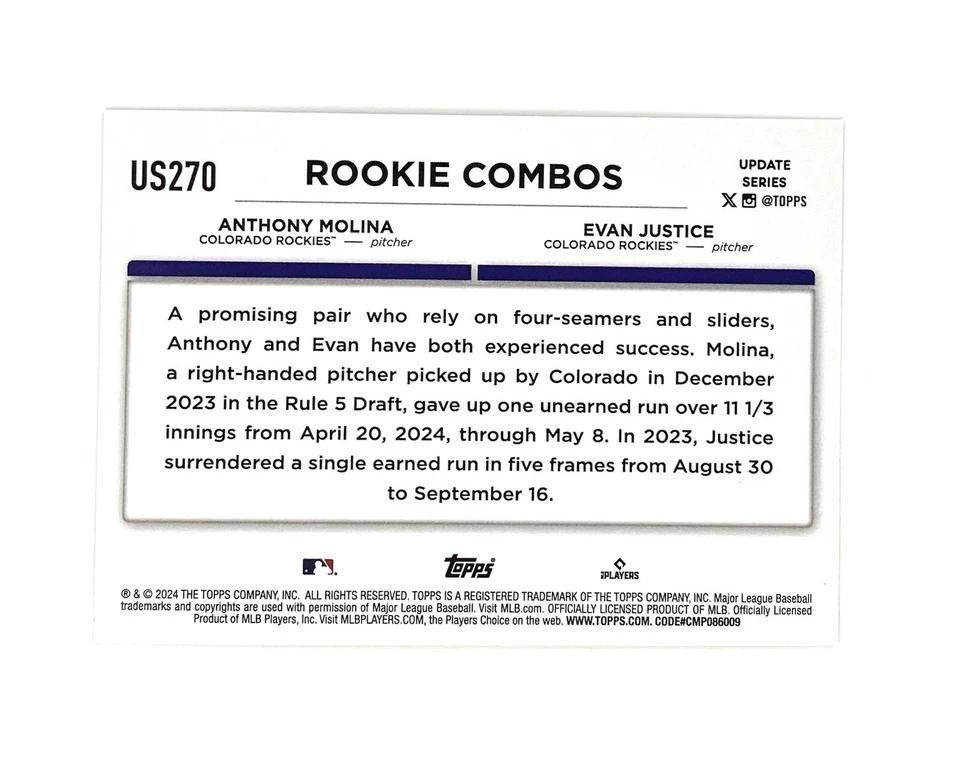 US270
ROOKIE COMBOS
UPDATE
SERIES
X @TOPPS
ANTHONY MOLINA
COLORADO ROCKIES™ — pitcher
EVAN JUSTICE
COLORADO ROCKIES™ — pitcher
A promising pair who rely on four-seamers and sliders,
Anthony and Evan have both experienced success. Molina,
a right-handed pitcher picked up by Colorado in December
2023 in the Rule 5 Draft, gave up one unearned run over 11 1/3
innings from April 20, 2024, through May 8. In 2023, Justice
surrendered a single earned run in five frames from August 30
to September 16.
Topps®
PLAYERS
® & © 2024 THE TOPPS COMPANY, INC. ALL RIGHTS RESERVED. TOPPS IS A REGISTERED TRADEMARK OF THE TOPPS COMPANY, INC. Major League Baseball
trademarks and copyrights are used with permission of Major League Baseball. Visit MLB.com. OFFICIALLY LICENSED PRODUCT OF MLB. Officially Licensed
Product of MLB Players, Inc. Visit MLBPLAYERS.COM, the Players Choice on the web. WWW.TOPPS.COM. CODE#CMP086009